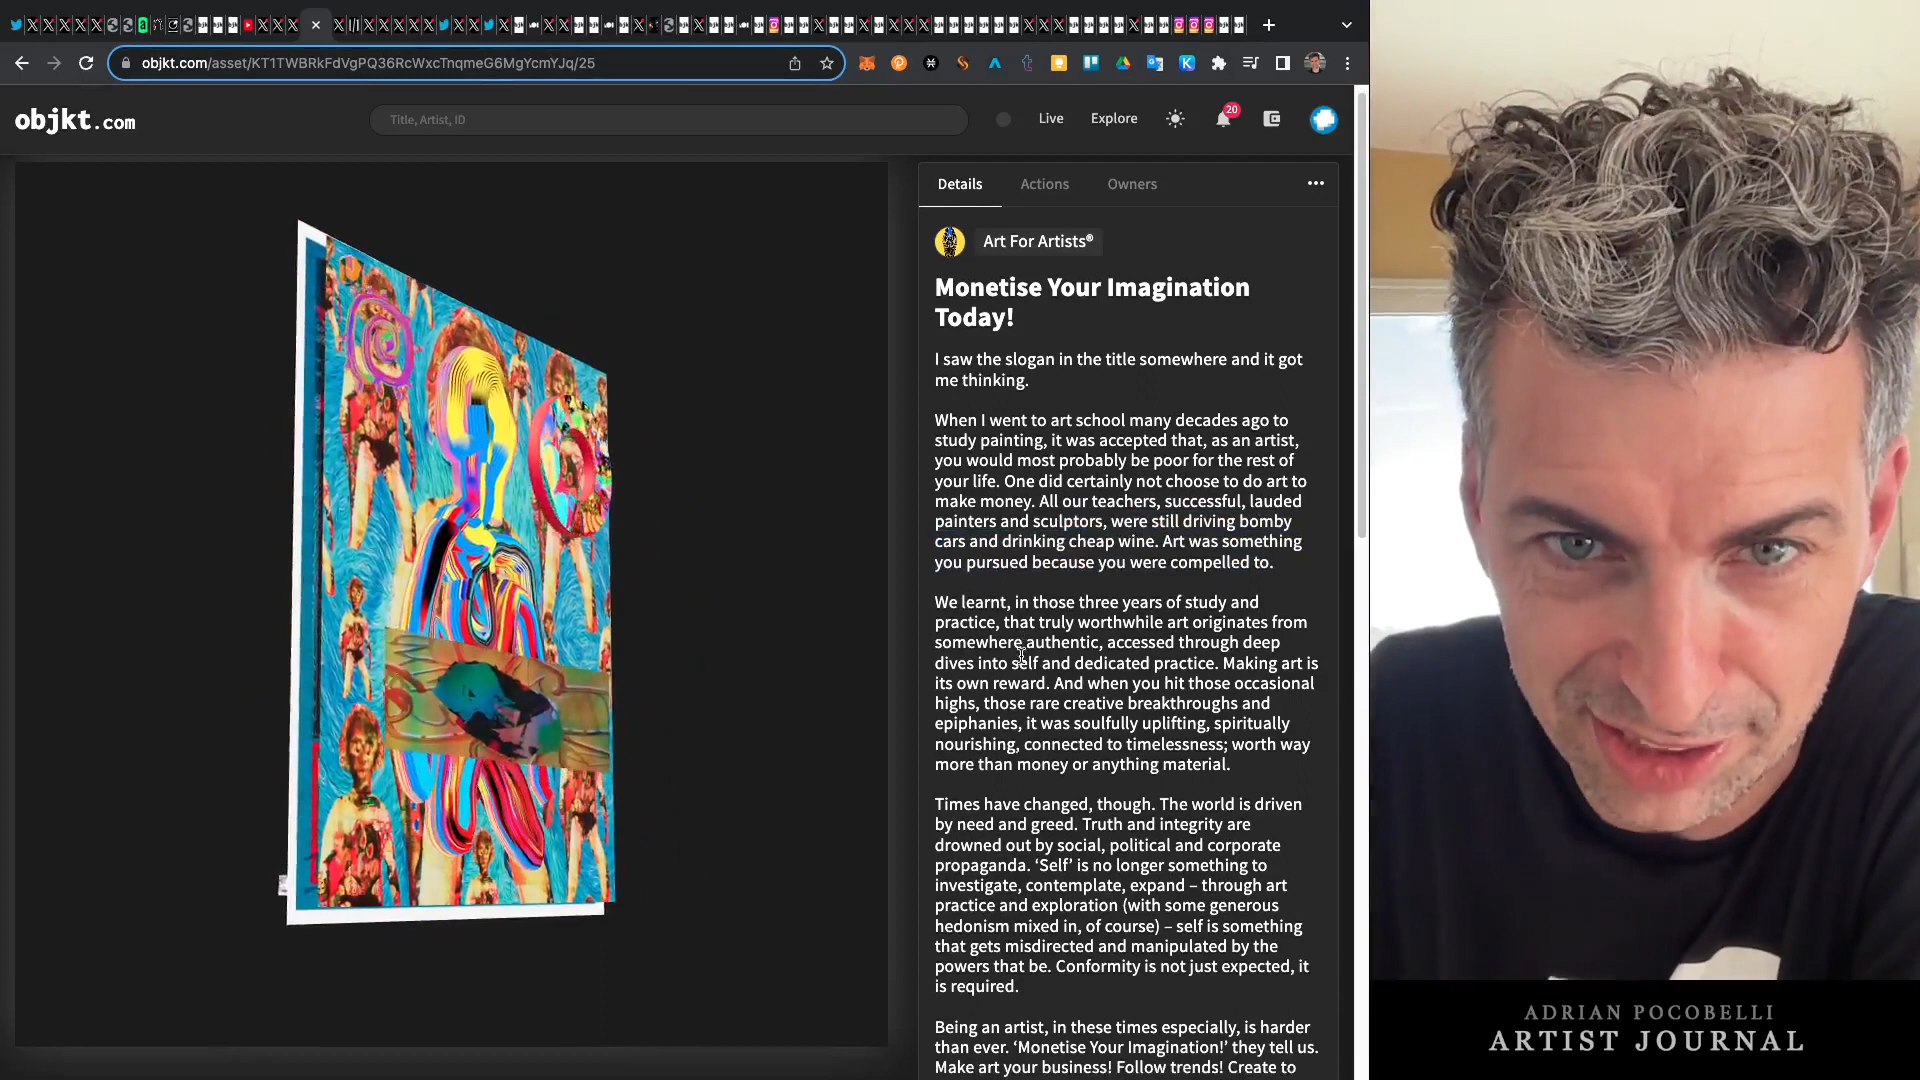 objkt.com/asset/KT1TWBRkFdVgPQ36RcWxcTnqmeG6MgYcmYJq/25
objkt.com
Title, Artist, ID
Live
Explore
20
Details
Actions
Owners
Art For Artists®
Monetise Your Imagination
Today!
I saw the slogan in the title somewhere and it got
me thinking.
When I went to art school many decades ago to
study painting, it was accepted that, as an artist,
you would most probably be poor for the rest of
your life. One did certainly not choose to do art to
make money. All our teachers, successful, lauded
painters and sculptors, were still driving bomby
cars and drinking cheap wine. Art was something
you pursued because you were compelled to.
We learnt, in those three years of study and
practice, that truly worthwhile art originates from
somewhere authentic, accessed through deep
dives into self and dedicated practice. Making art is
its own reward. And when you hit those occasional
highs, those rare creative breakthroughs and
epiphanies, it was soulfully uplifting, spiritually
nourishing, connected to timelessness; worth way
more than money or anything material.
Times have changed, though. The world is driven
by need and greed. Truth and integrity are
drowned out by social, political and corporate
propaganda. ‘Self’ is no longer something to
investigate, contemplate, expand – through art
practice and exploration (with some generous
hedonism mixed in, of course) – self is something
that gets misdirected and manipulated by the
powers that be. Conformity is not just expected, it
is required.
Being an artist, in these times especially, is harder
than ever. ‘Monetise Your Imagination!’ they tell us.
Make art your business! Follow trends! Create to
ADRIAN POCOBELLI
ARTIST JOURNAL